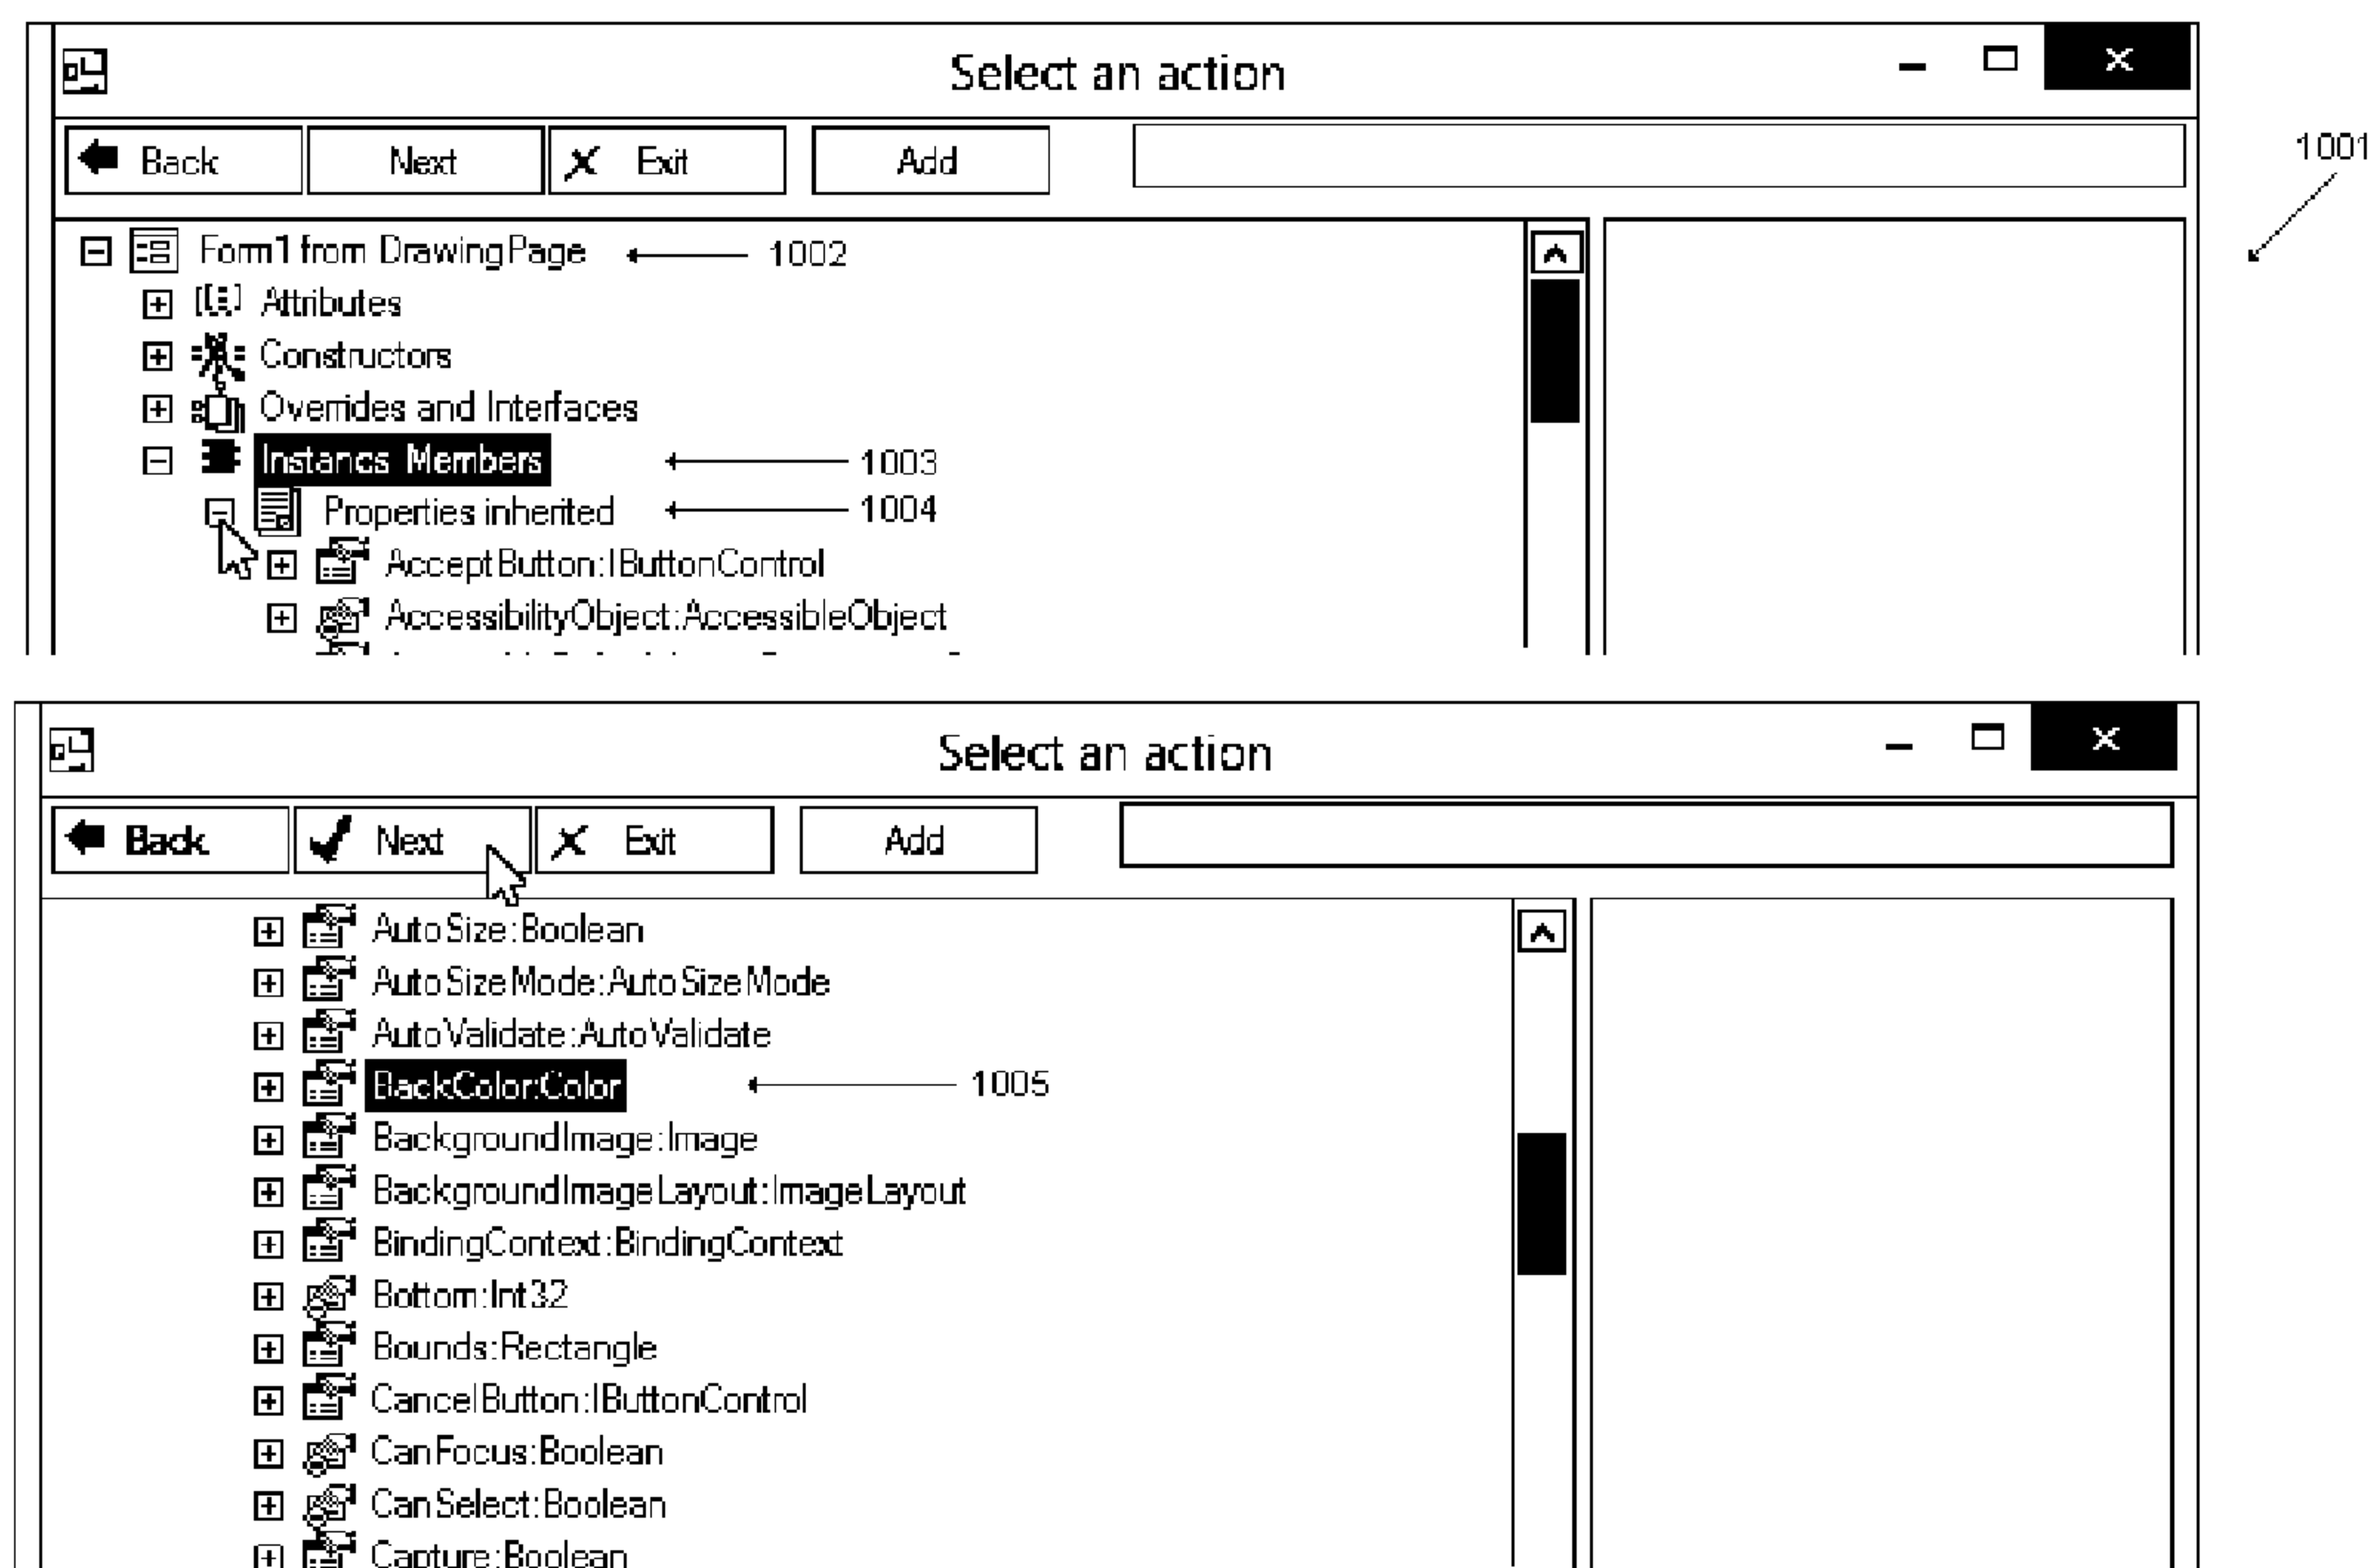 Select an action
Back Next Exit Add
1001
Form1 from DrawingPage 1002
Attributes
Constructors
Overrides and Interfaces
Instancs Members 1003
Properties inherited 1004
AcceptButton:IButtonControl
AccessibilityObject:AccessibleObject
Select an action
Back Next Exit Add
AutoSize:Boolean
AutoSizeMode:AutoSizeMode
AutoValidate:AutoValidate
BackColor:Color 1005
BackgroundImage:Image
BackgroundImageLayout:ImageLayout
BindingContext:BindingContext
Bottom:Int32
Bounds:Rectangle
CancelButton:IButtonControl
CanFocus:Boolean
CanSelect:Boolean
Capture:Boolean